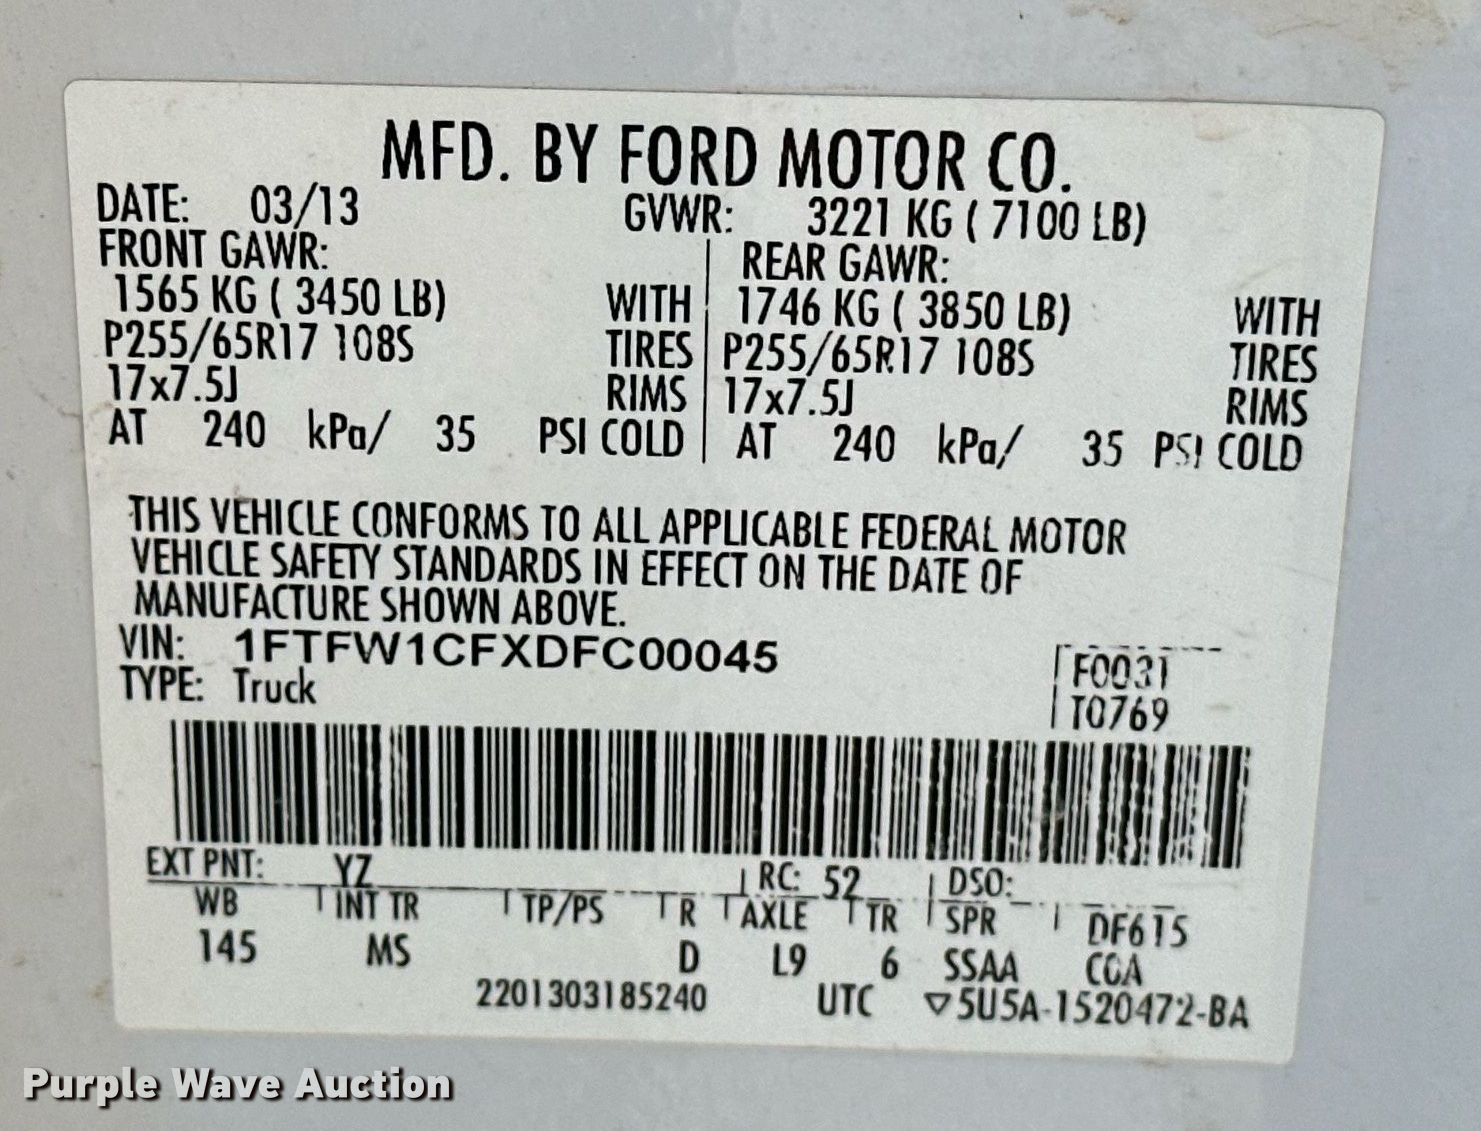 MFD. BY FORD MOTOR CO.
DATE: 03/13 GVWR: 3221 KG ( 7100 LB)
FRONT GAWR: REAR GAWR:
1565 KG ( 3450 LB) WITH 1746 KG ( 3850 LB) WITH
P255/65R17 108S TIRES P255/65R17 108S TIRES
17x7.5J RIMS 17x7.5J RIMS
AT 240 kPa/ 35 PSI COLD AT 240 kPa/ 35 PSI COLD
THIS VEHICLE CONFORMS TO ALL APPLICABLE FEDERAL MOTOR
VEHICLE SAFETY STANDARDS IN EFFECT ON THE DATE OF
MANUFACTURE SHOWN ABOVE.
VIN: 1FTFW1CFXDFC00045
TYPE: Truck
F0031
T0769
EXT PNT: YZ RC: 52 DSO:
WB INT TR TP/PS R AXLE TR SPR DF615
145 MS D L9 6 SSAA CGA
2201303185240 UTC ▽5U5A-1520472-BA
Purple Wave Auction